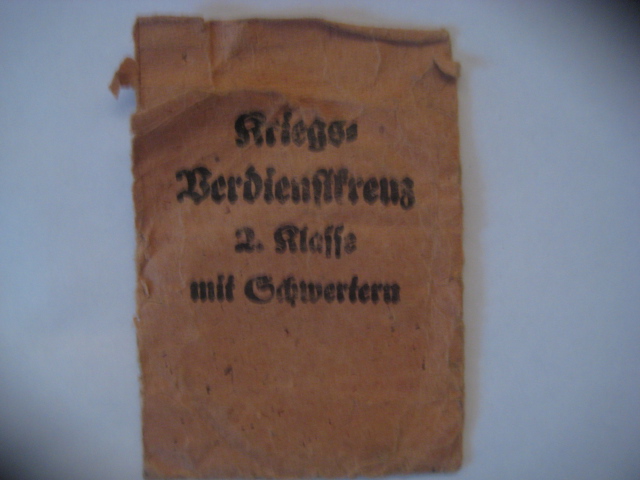 Kriegs=
Verdienstkreuz
2. Klasse
mit Schwertern